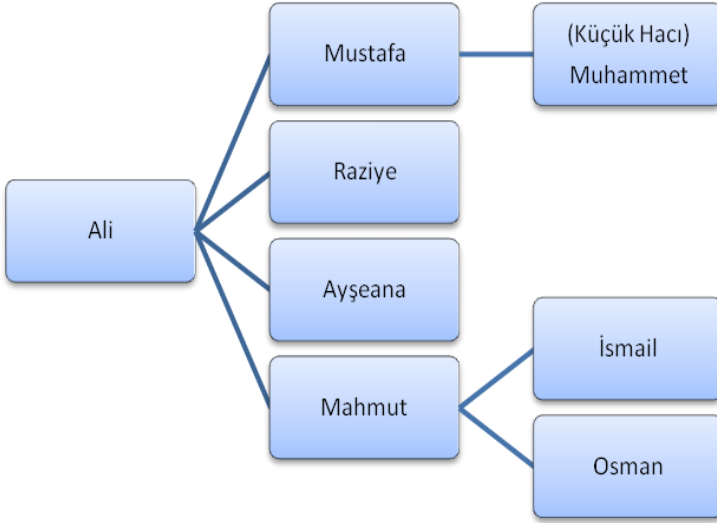 Ali
Mustafa
(Küçük Hacı)
Muhammet
Raziye
Ayşeana
Mahmut
İsmail
Osman